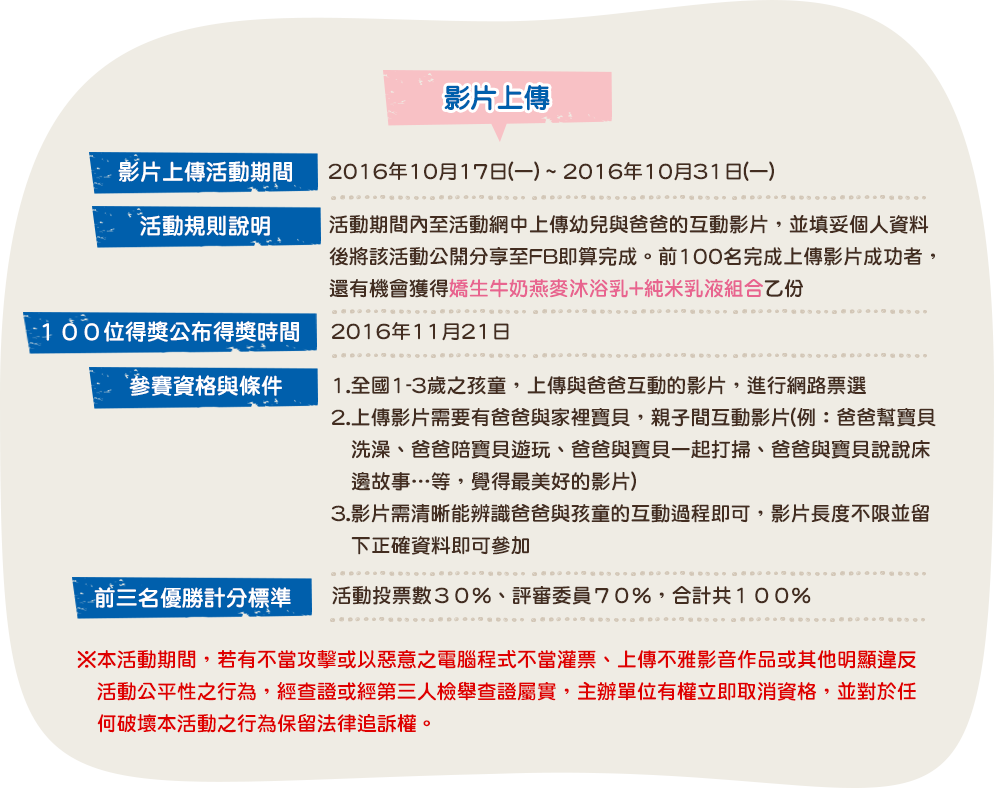 影片上傳
影片上傳活動期間
2016年10月17日(一) ~ 2016年10月31日(一)
活動規則說明
活動期間內至活動網中上傳幼兒與爸爸的互動影片，並填妥個人資料
後將該活動公開分享至FB即算完成。前100名完成上傳影片成功者，
還有機會獲得嬌生牛奶燕麥沐浴乳+純米乳液組合乙份
１００位得獎公布得獎時間
2016年11月21日
參賽資格與條件
1.全國1-3歲之孩童，上傳與爸爸互動的影片，進行網路票選
2.上傳影片需要有爸爸與家裡寶貝，親子間互動影片(例：爸爸幫寶貝
洗澡、爸爸陪寶貝遊玩、爸爸與寶貝一起打掃、爸爸與寶貝說說床
邊故事…等，覺得最美好的影片)
3.影片需清晰能辨識爸爸與孩童的互動過程即可，影片長度不限並留
下正確資料即可參加
前三名優勝計分標準
活動投票數３０%、評審委員７０%，合計共１００%
※本活動期間，若有不當攻擊或以惡意之電腦程式不當灌票、上傳不雅影音作品或其他明顯違反
活動公平性之行為，經查證或經第三人檢舉查證屬實，主辦單位有權立即取消資格，並對於任
何破壞本活動之行為保留法律追訴權。